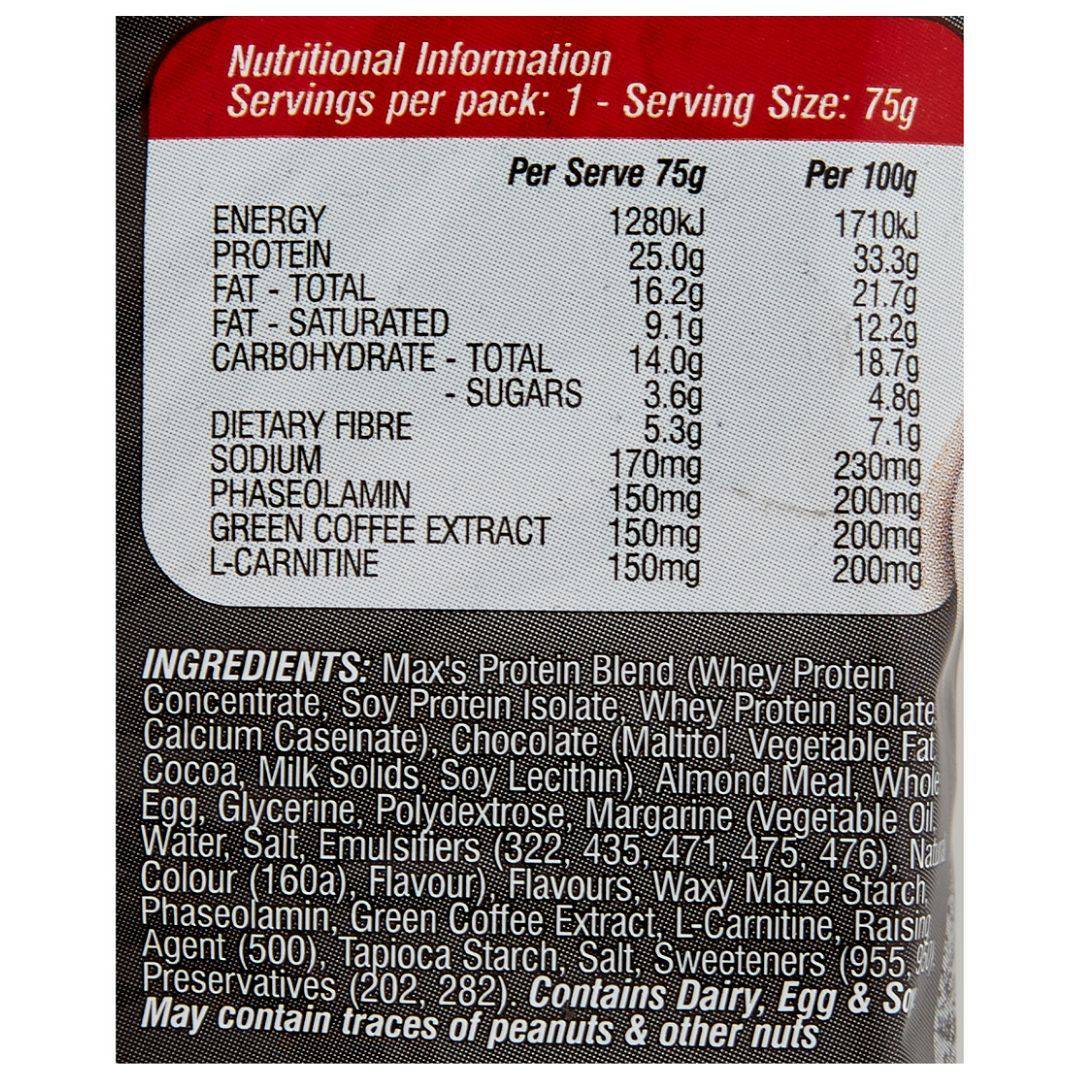 Nutritional Information
Servings per pack: 1 - Serving Size: 75g
Per Serve 75g Per 100g
ENERGY 1280kJ 1710kJ
PROTEIN 25.0g 33.3g
FAT - TOTAL 16.2g 21.7g
FAT - SATURATED 9.1g 12.2g
CARBOHYDRATE - TOTAL 14.0g 18.7g
- SUGARS 3.6g 4.8g
DIETARY FIBRE 5.3g 7.1g
SODIUM 170mg 230mg
PHASEOLAMIN 150mg 200mg
GREEN COFFEE EXTRACT 150mg 200mg
L-CARNITINE 150mg 200mg
INGREDIENTS: Max's Protein Blend (Whey Protein
Concentrate, Soy Protein Isolate, Whey Protein Isolate
Calcium Caseinate), Chocolate (Maltitol, Vegetable Fat
Cocoa, Milk Solids, Soy Lecithin), Almond Meal, Whole
Egg, Glycerine, Polydextrose, Margarine (Vegetable Oil
Water, Salt, Emulsifiers (322, 435, 471, 475, 476),
Colour (160a), Flavour), Flavours, Waxy Maize Starch,
Phaseolamin, Green Coffee Extract, L-Carnitine, Raising
Agent (500), Tapioca Starch, Salt, Sweeteners (955,
Preservatives (202, 282). Contains Dairy, Egg &
May contain traces of peanuts & other nuts